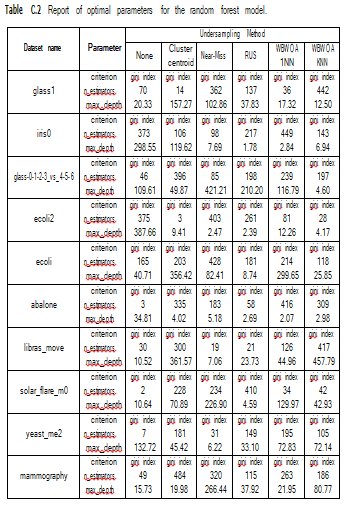 Table C.2 Report of optimal parameters for the random forest model.
Undersampling Method
Dataset name Parameter None Cluster centroid Near-Miss RUS WBWOA 1NN WBWOA KNN
glass1 criterion gini index gini index gini index gini index gini index gini index
n_estimators 70 14 362 137 36 442
max_depth 20.33 157.27 102.86 37.83 17.32 12.50
iris0 criterion gini index gini index gini index gini index gini index gini index
n_estimators 373 106 98 217 449 143
max_depth 298.55 119.62 7.69 1.78 2.84 6.94
glass-0-1-2-3_vs_4-5-6 criterion gini index gini index gini index gini index gini index gini index
n_estimators 46 396 85 198 239 197
max_depth 109.61 49.87 421.21 210.20 116.79 4.60
ecoli2 criterion gini index gini index gini index gini index gini index gini index
n_estimators 375 3 403 261 81 28
max_depth 387.66 9.41 2.47 2.39 12.26 4.17
ecoli criterion gini index gini index gini index gini index gini index gini index
n_estimators 165 203 428 181 214 118
max_depth 40.71 356.42 82.41 8.74 299.65 25.85
abalone criterion gini index gini index gini index gini index gini index gini index
n_estimators 3 335 183 58 416 309
max_depth 34.81 4.02 5.18 2.69 2.07 2.98
libras_move criterion gini index gini index gini index gini index gini index gini index
n_estimators 30 300 19 21 126 417
max_depth 10.52 361.57 7.06 23.73 44.96 457.79
solar_flare_m0 criterion gini index gini index gini index gini index gini index gini index
n_estimators 2 228 234 410 34 42
max_depth 10.64 70.89 226.90 4.59 129.97 42.93
yeast_me2 criterion gini index gini index gini index gini index gini index gini index
n_estimators 7 181 31 149 195 105
max_depth 132.72 45.42 6.22 33.10 72.83 72.14
mammography criterion gini index gini index gini index gini index gini index gini index
n_estimators 49 484 320 115 263 186
max_depth 15.73 19.98 266.44 37.92 21.95 80.77